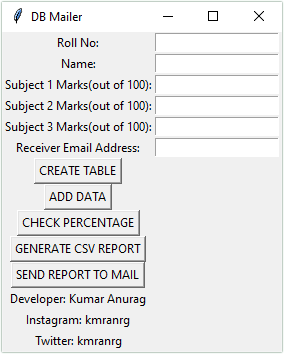 DB Mailer
Roll No:
Name:
Subject 1 Marks(out of 100):
Subject 2 Marks(out of 100):
Subject 3 Marks(out of 100):
Receiver Email Address:
CREATE TABLE
ADD DATA
CHECK PERCENTAGE
GENERATE CSV REPORT
SEND REPORT TO MAIL
Developer: Kumar Anurag
Instagram: kmranrg
Twitter: kmranrg